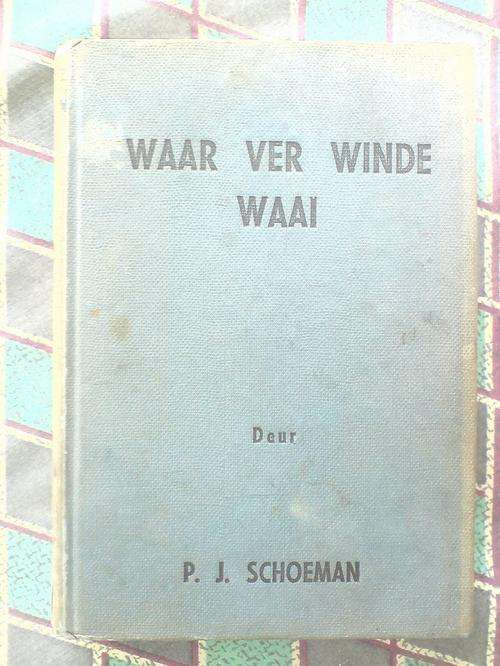 WAAR VER WINDE
WAAI
Deur
P. J. SCHOEMAN